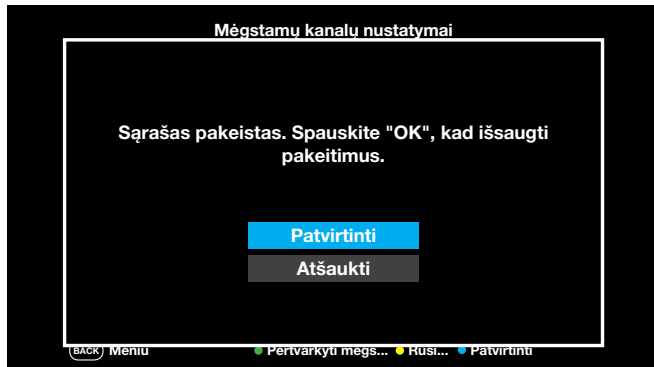 Mėgstamų kanalų nustatymai
Sąrašas pakeistas. Spauskite "OK", kad išsaugti
pakeitimus.
Patvirtinti
Atšaukti
BACK Meniu Pertvarkyti mėgs... Rūši... Patvirtinti